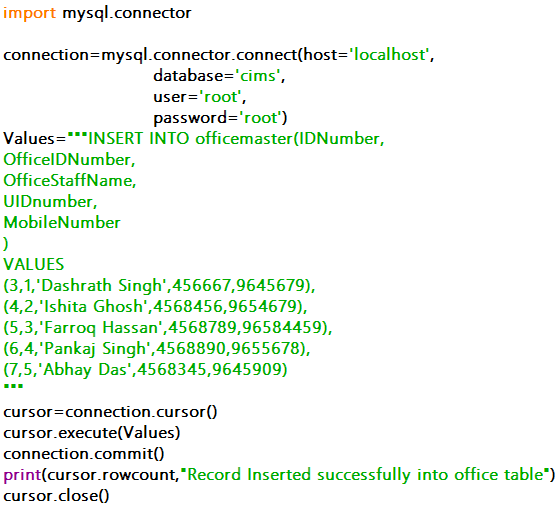 import mysql.connector
connection=mysql.connector.connect(host='localhost',
database='cims',
user='root',
password='root')
Values="""INSERT INTO officemaster(IDNumber,
OfficeIDNumber,
OfficeStaffName,
UIDnumber,
MobileNumber
)
VALUES
(3,1,'Dashrath Singh',456667,9645679),
(4,2,'Ishita Ghosh',4568456,9654679),
(5,3,'Farroq Hassan',4568789,96584459),
(6,4,'Pankaj Singh',4568890,9655678),
(7,5,'Abhay Das',4568345,9645909)
"""
cursor=connection.cursor()
cursor.execute(Values)
connection.commit()
print(cursor.rowcount,"Record Inserted successfully into office table")
cursor.close()